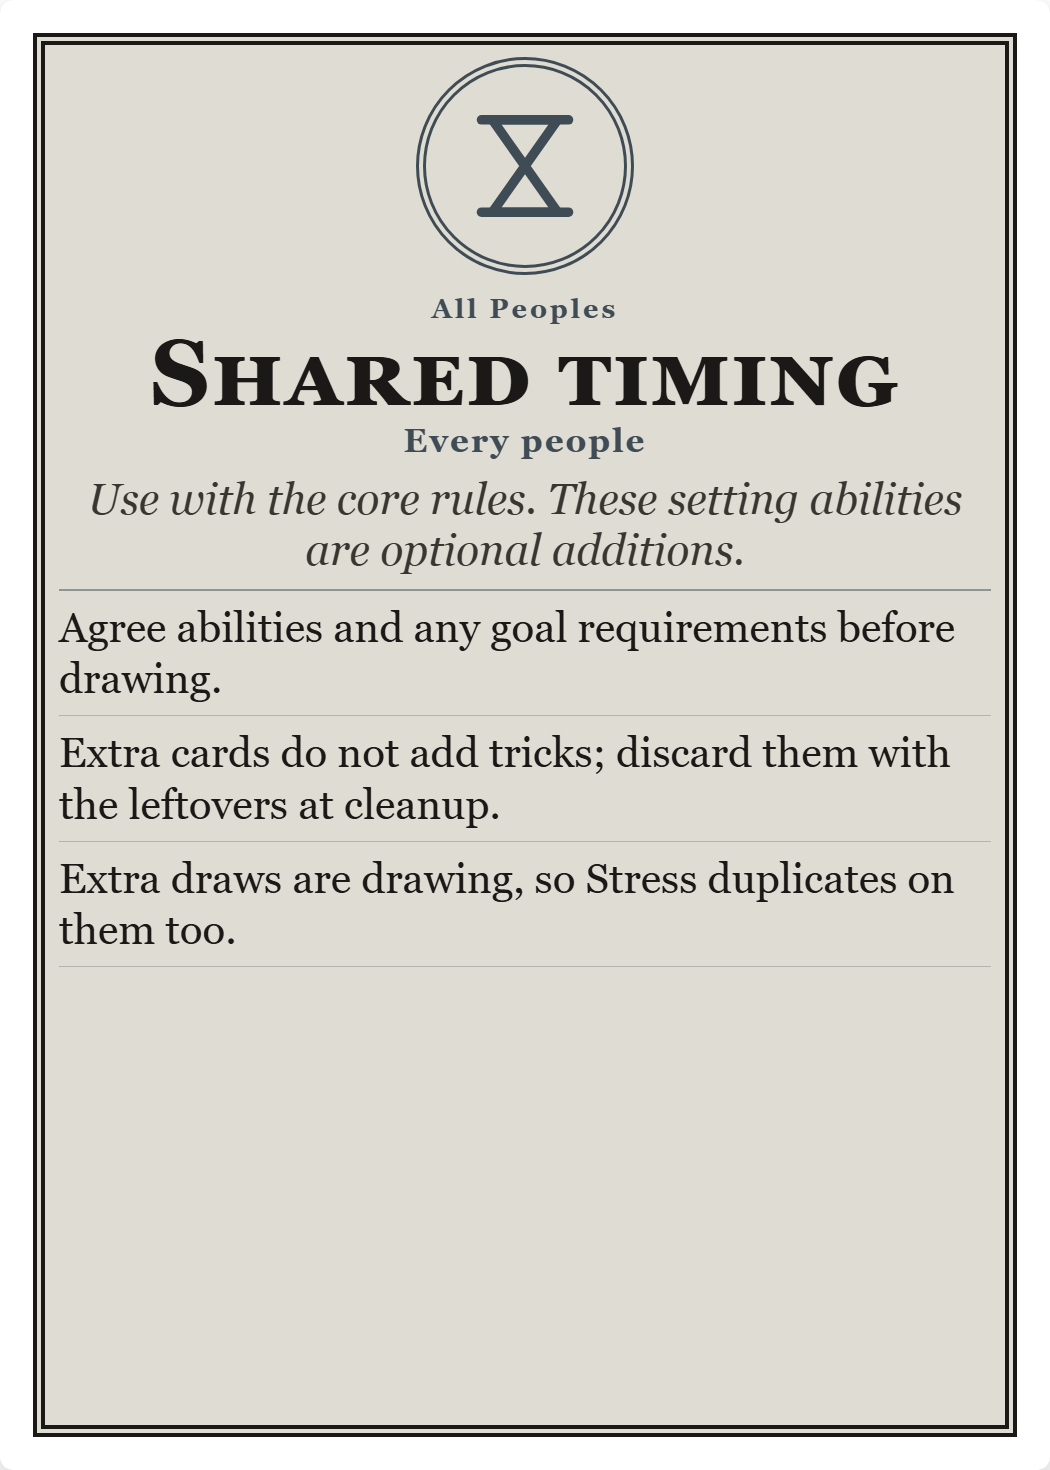 All Peoples
Shared timing
Every people
Use with the core rules. These setting abilities
are optional additions.
Agree abilities and any goal requirements before
drawing.
Extra cards do not add tricks; discard them with
the leftovers at cleanup.
Extra draws are drawing, so Stress duplicates on
them too.